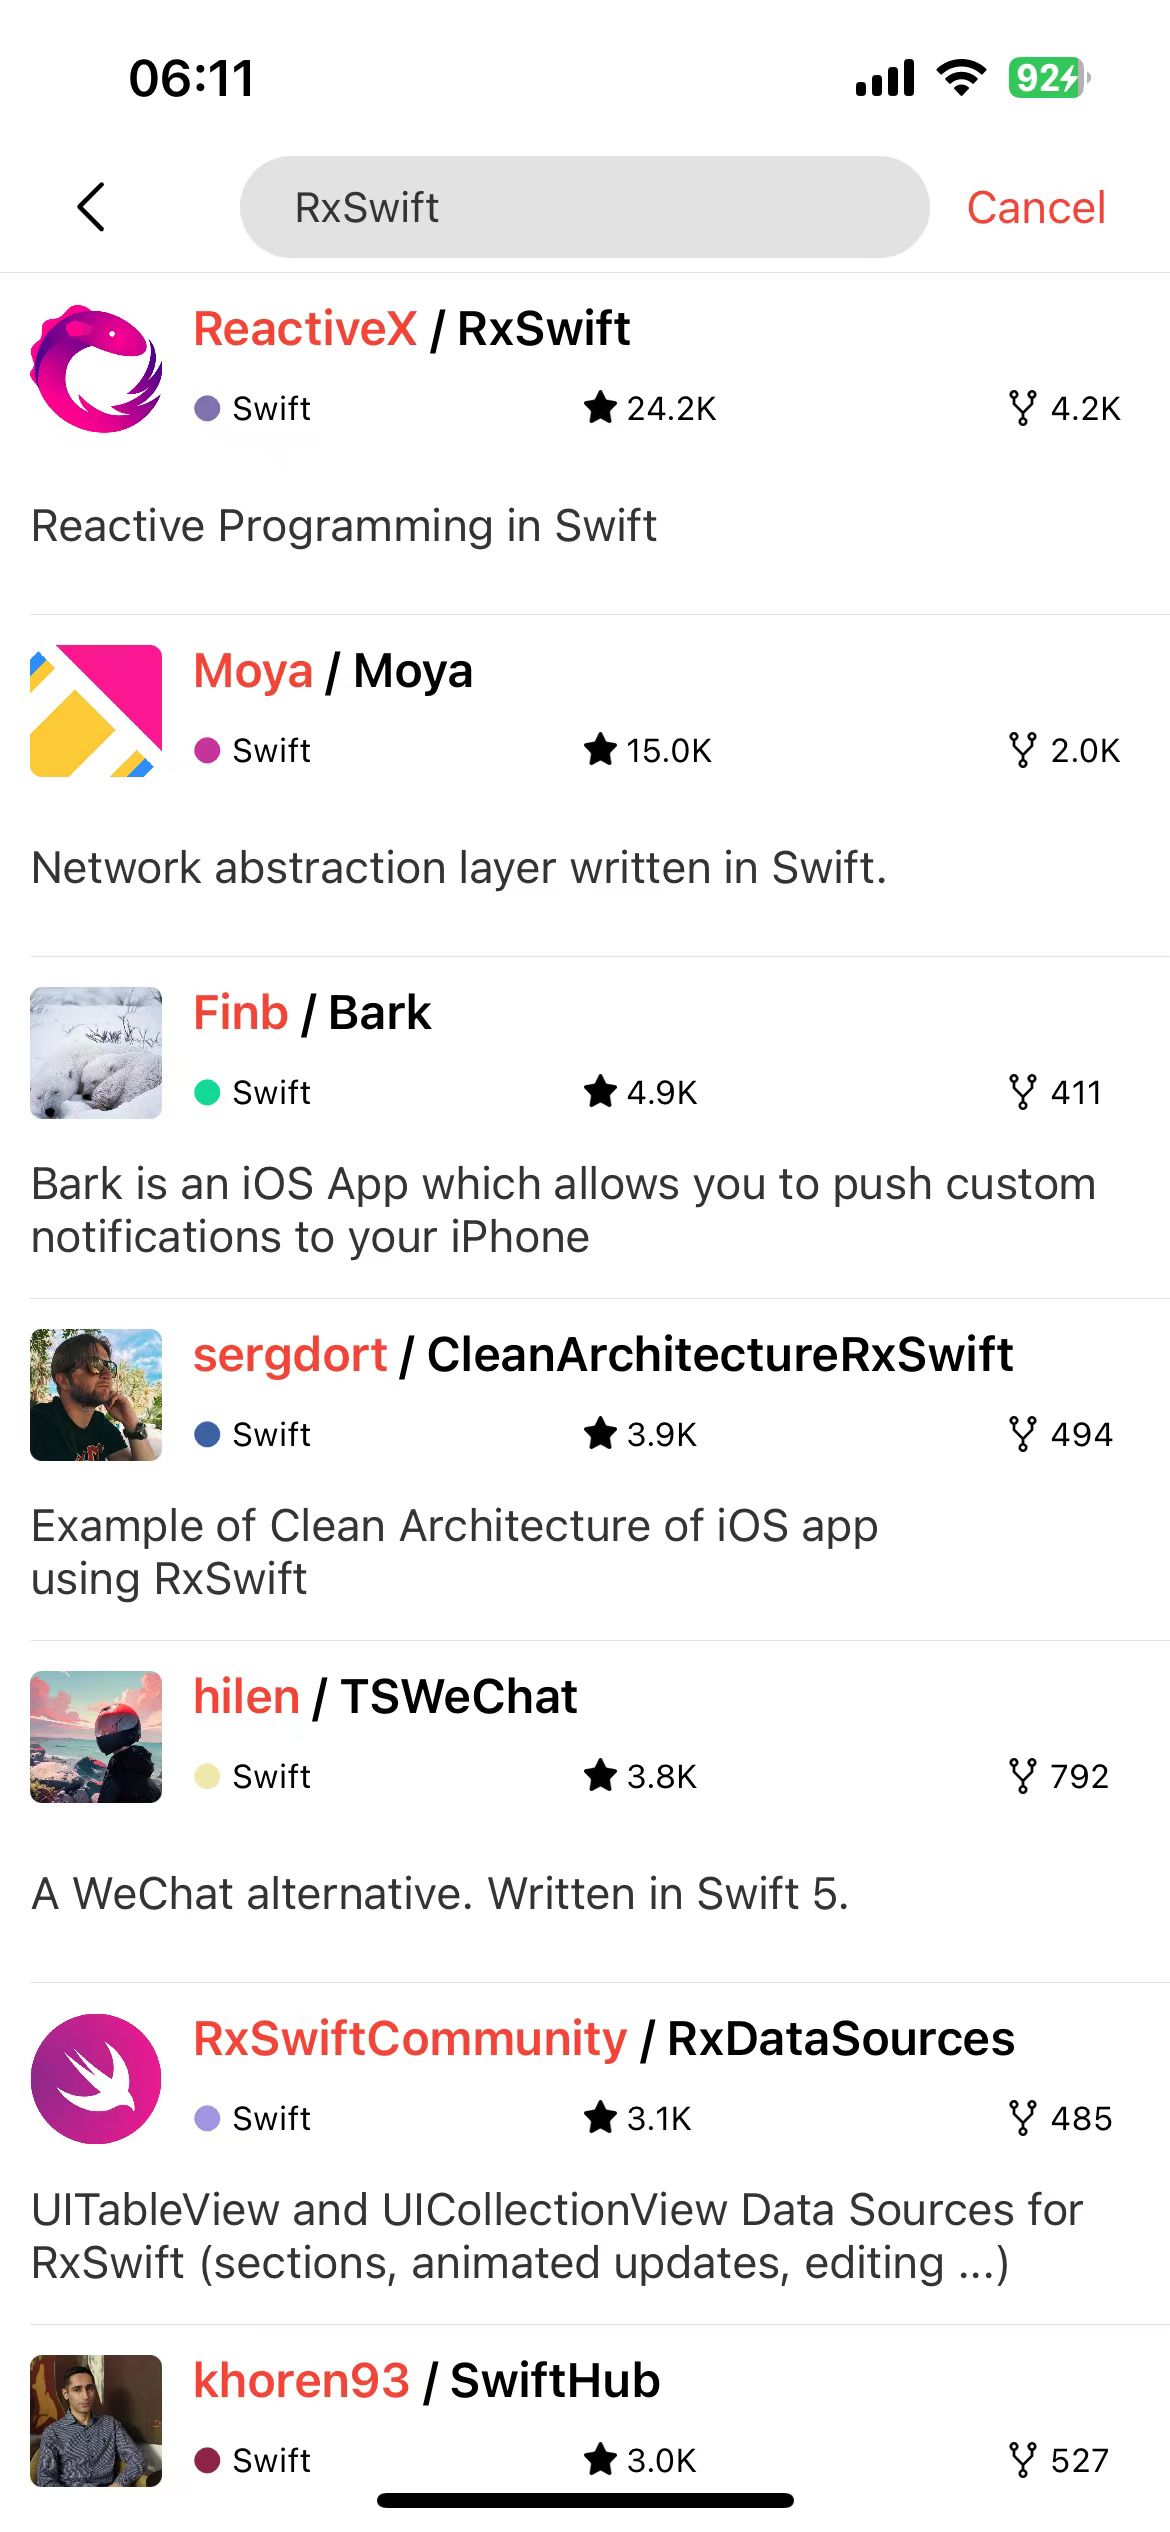 06:11
92
RxSwift
Cancel
ReactiveX / RxSwift
Swift 24.2K 4.2K
Reactive Programming in Swift
Moya / Moya
Swift 15.0K 2.0K
Network abstraction layer written in Swift.
Finb / Bark
Swift 4.9K 411
Bark is an iOS App which allows you to push custom
notifications to your iPhone
sergdort / CleanArchitectureRxSwift
Swift 3.9K 494
Example of Clean Architecture of iOS app
using RxSwift
hilen / TSWeChat
Swift 3.8K 792
A WeChat alternative. Written in Swift 5.
RxSwiftCommunity / RxDataSources
Swift 3.1K 485
UITableView and UICollectionView Data Sources for
RxSwift (sections, animated updates, editing ...)
khoren93 / SwiftHub
Swift 3.0K 527